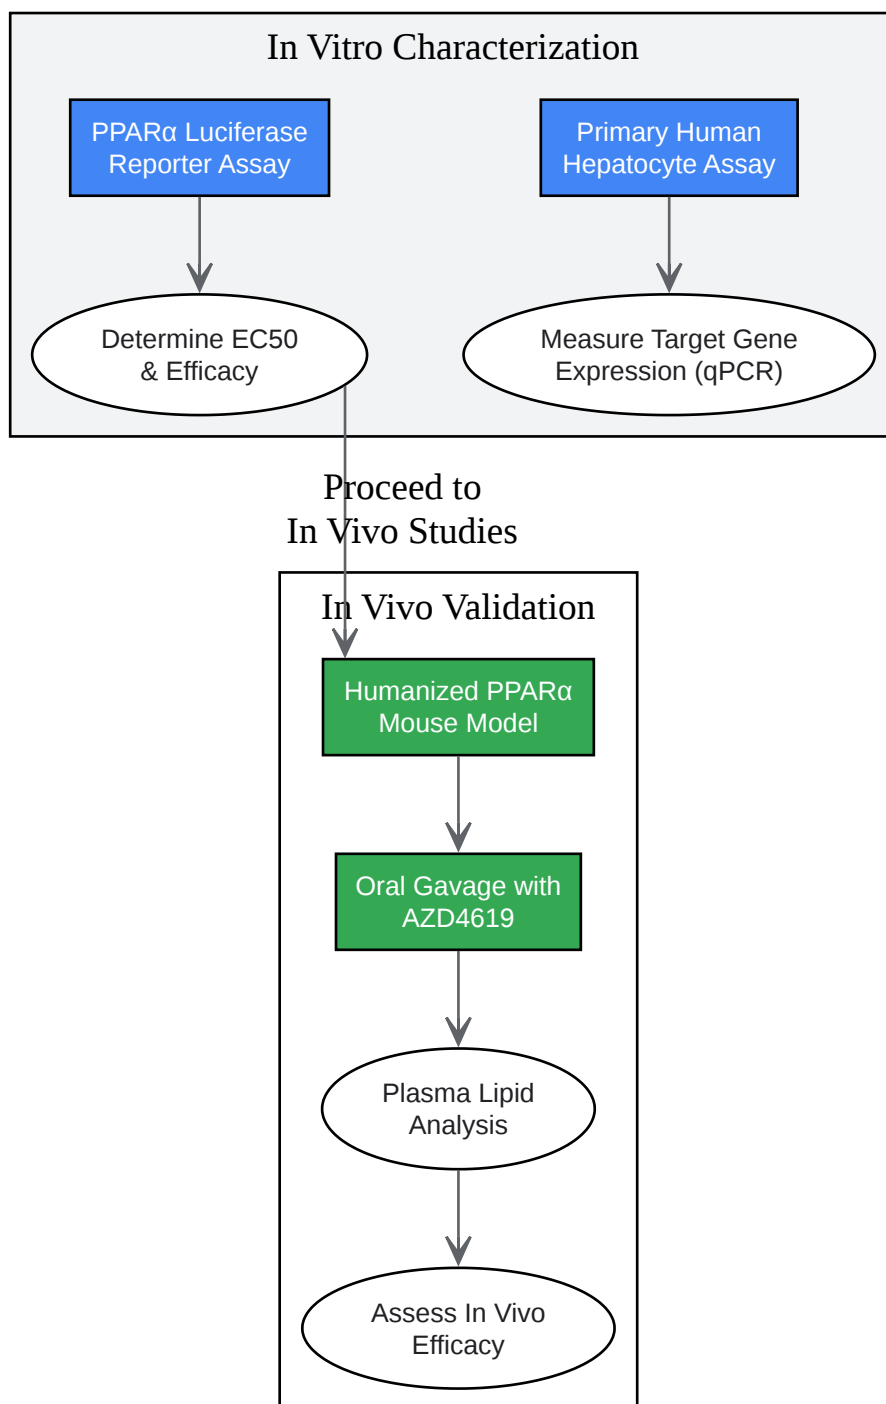 In Vitro Characterization
PPARα Luciferase
Reporter Assay
Primary Human
Hepatocyte Assay
Determine EC50
& Efficacy
Measure Target Gene
Expression (qPCR)
Proceed to
In Vivo Studies
In Vivo Validation
Humanized PPARα
Mouse Model
Oral Gavage with
AZD4619
Plasma Lipid
Analysis
Assess In Vivo
Efficacy